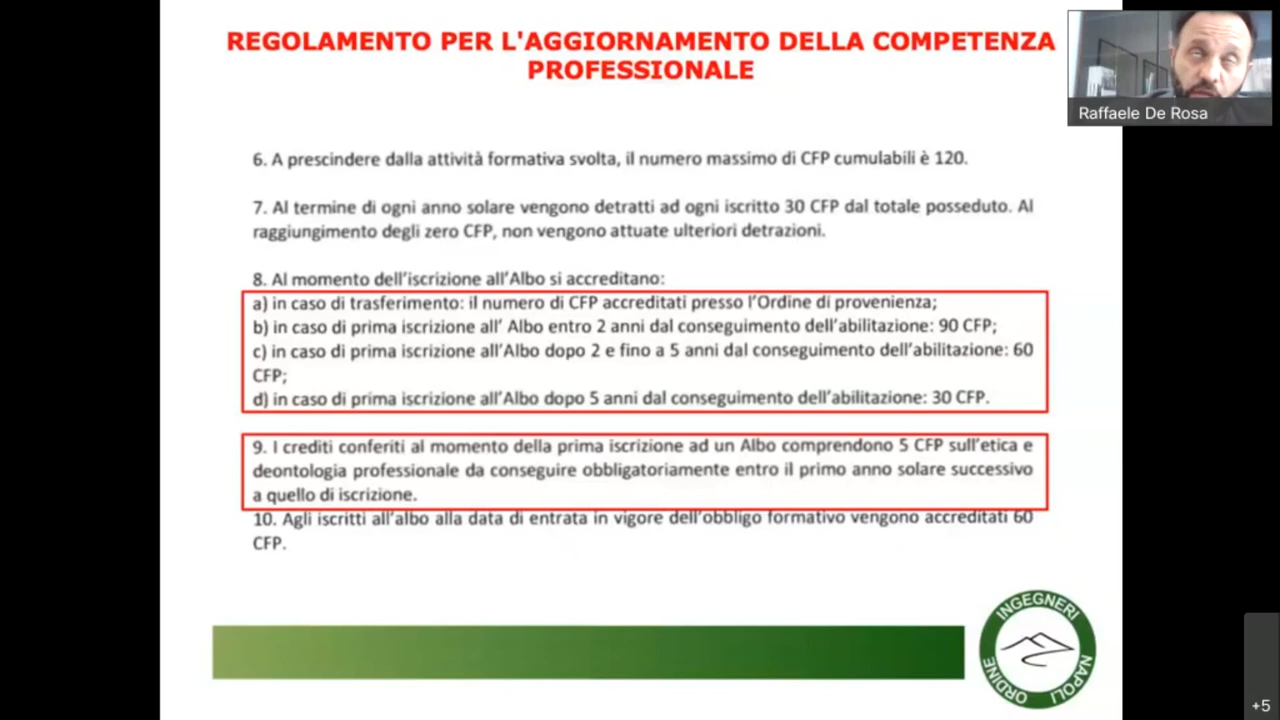 REGOLAMENTO PER L'AGGIORNAMENTO DELLA COMPETENZA
PROFESSIONALE
Raffaele De Rosa
6. A prescindere dalla attività formativa svolta, il numero massimo di CFP cumulabili è 120.
7. Al termine di ogni anno solare vengono detratti ad ogni iscritto 30 CFP dal totale posseduto. Al
raggiungimento degli zero CFP, non vengono attuate ulteriori detrazioni.
8. Al momento dell'iscrizione all'Albo si accreditano:
a) in caso di trasferimento: il numero di CFP accreditati presso l'Ordine di provenienza;
b) in caso di prima iscrizione all' Albo entro 2 anni dal conseguimento dell'abilitazione: 90 CFP;
c) in caso di prima iscrizione all'Albo dopo 2 e fino a 5 anni dal conseguimento dell'abilitazione: 60
CFP;
d) in caso di prima iscrizione all'Albo dopo 5 anni dal conseguimento dell'abilitazione: 30 CFP.
9. I crediti conferiti al momento della prima iscrizione ad un Albo comprendono 5 CFP sull'etica e
deontologia professionale da conseguire obbligatoriamente entro il primo anno solare successivo
a quello di iscrizione.
10. Agli iscritti all'albo alla data di entrata in vigore dell'obbligo formativo vengono accreditati 60
CFP.
ORDINE INGEGNERI NAPOLI
+5